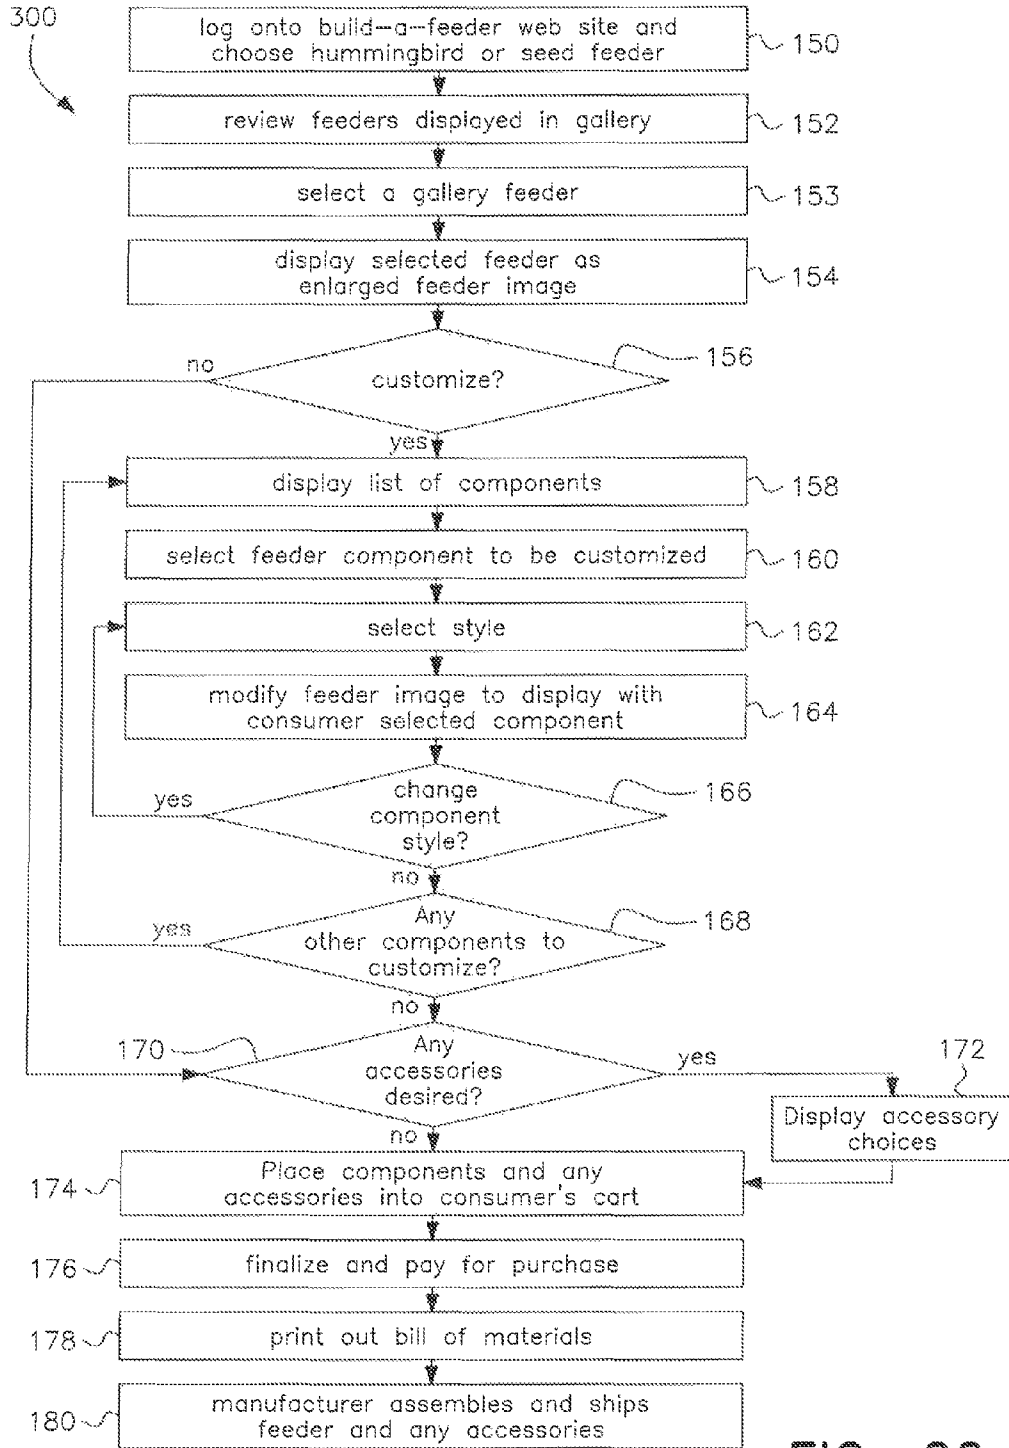 300
log onto build-a-feeder web site and
choose hummingbird or seed feeder
150
review feeders displayed in gallery
152
select a gallery feeder
153
display selected feeder as
enlarged feeder image
154
customize?
156
no
yes
display list of components
158
select feeder component to be customized
160
select style
162
modify feeder image to display with
consumer selected component
164
change
component
style?
166
yes
no
Any
other components to
customize?
168
yes
no
170
Any
accessories
desired?
yes
172
Display accessory
choices
no
Place components and any
accessories into consumer's cart
174
finalize and pay for purchase
176
print out bill of materials
178
manufacturer assembles and ships
feeder and any accessories
180